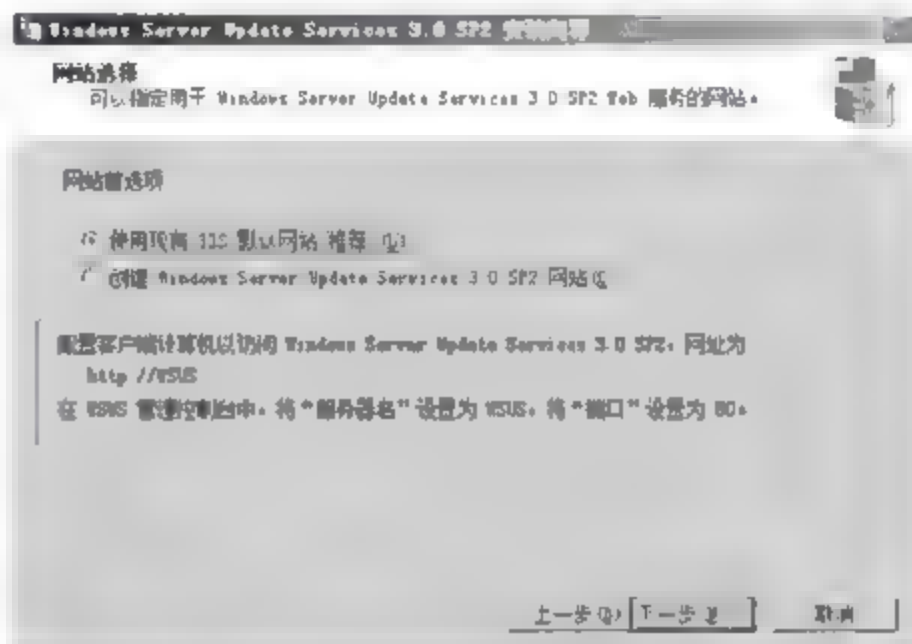 Windows Server Update Services 3.0 SP2 安装向导
网站选择
可以指定用于 Windows Server Update Services 3.0 SP2 Web 服务的网站。
网站首选项
使用现有 IIS 默认网站(推荐)(U)
创建 Windows Server Update Services 3.0 SP2 网站(C)
配置客户端计算机以访问 Windows Server Update Services 3.0 SP2。网址为
http://WSUS
在 WSUS 管理控制台中，将“服务器名”设置为 WSUS，将“端口”设置为 80。
上一步(B) 下一步(N) 取消